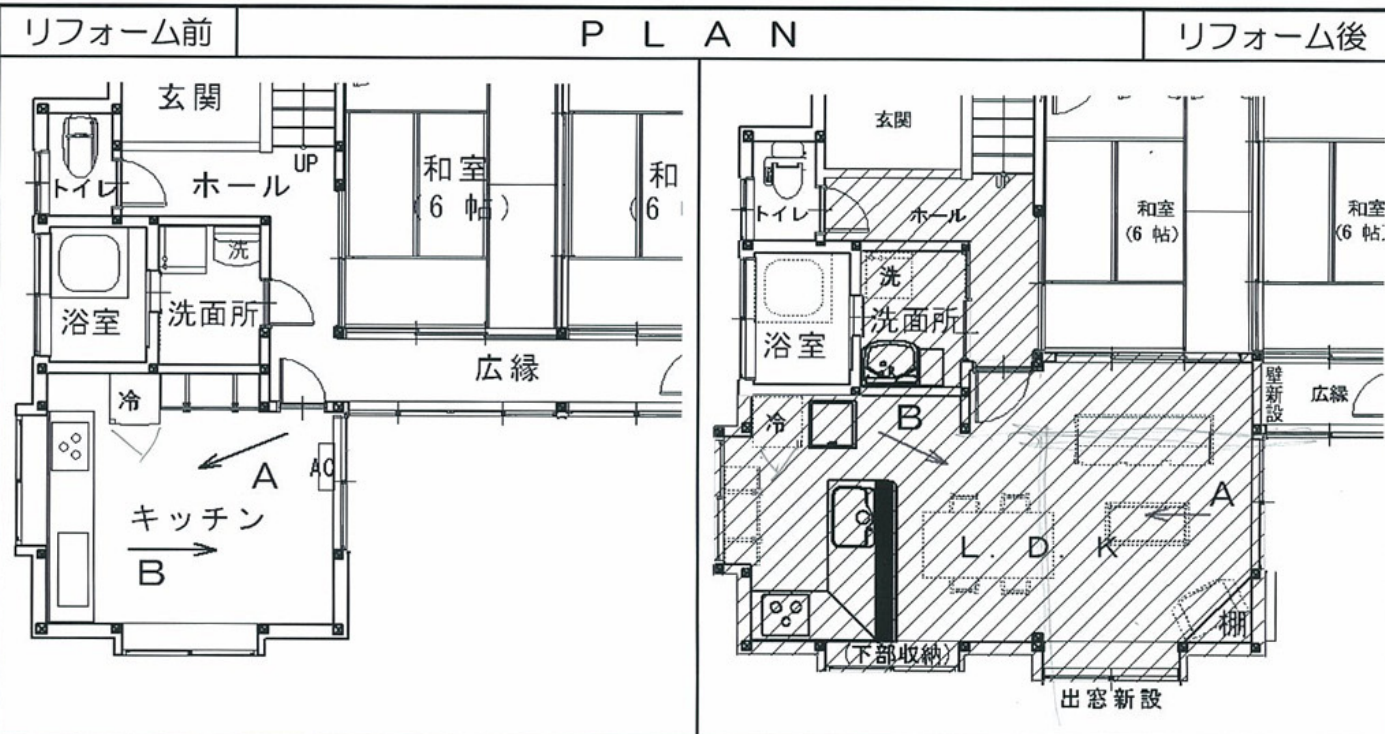 リフォーム前
PLAN
リフォーム後
玄関
UP
トイレ
ホール
和室
(6 帖)
和
(6
洗
浴室
洗面所
広縁
冷
A
AC
キッチン
B
玄関
UP
トイレ
ホール
和室
(6 帖)
和室
(6 帖)
洗
洗面所
浴室
壁新設
広縁
冷
B
A
L. D. K
棚
(下部収納)
出窓新設